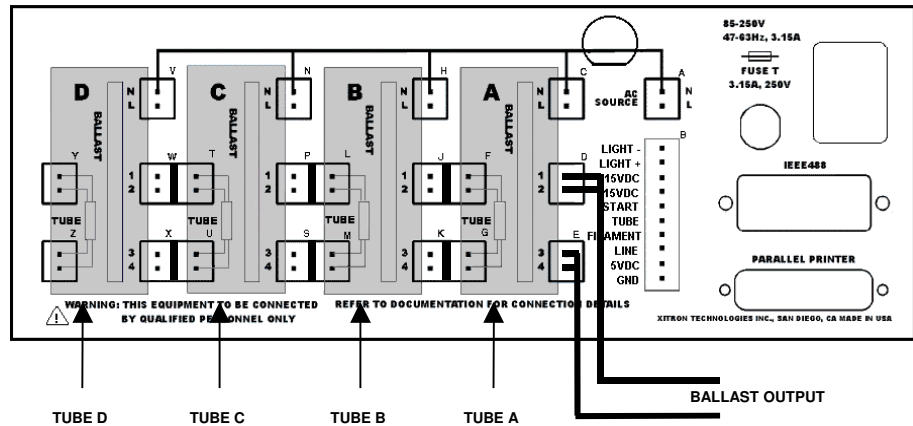 85-250V
47-63Hz, 3.15A
FUSE T
3.15A, 250V
V
N
H
C
A
D
C
B
A
N
L
N
L
N
L
N
L
AC
SOURCE
N
L
BALLAST
BALLAST
BALLAST
BALLAST
B
LIGHT -
LIGHT +
15VDC
15VDC
START
TUBE
FILAMENT
LINE
5VDC
GND
IEEE488
PARALLEL PRINTER
Y
W
T
P
L
J
F
D
1
2
1
2
1
2
1
2
TUBE
TUBE
TUBE
TUBE
Z
X
U
S
M
K
G
E
3
4
3
4
3
4
3
4
WARNING: THIS EQUIPMENT TO BE CONNECTED
BY QUALIFIED PERSONNEL ONLY
REFER TO DOCUMENTATION FOR CONNECTION DETAILS
XITRON TECHNOLOGIES INC., SAN DIEGO, CA MADE IN USA
BALLAST OUTPUT
TUBE D
TUBE C
TUBE B
TUBE A